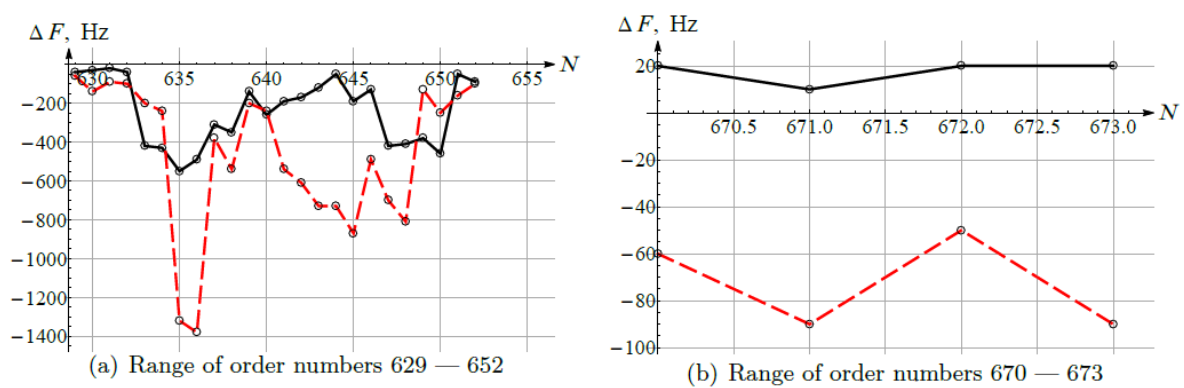 Δ F, Hz
630 635 640 645 650 655 N
−200
−400
−600
−800
−1000
−1200
−1400
(a) Range of order numbers 629 — 652
Δ F, Hz
20
670.5 671.0 671.5 672.0 672.5 673.0 N
−20
−40
−60
−80
−100
(b) Range of order numbers 670 — 673